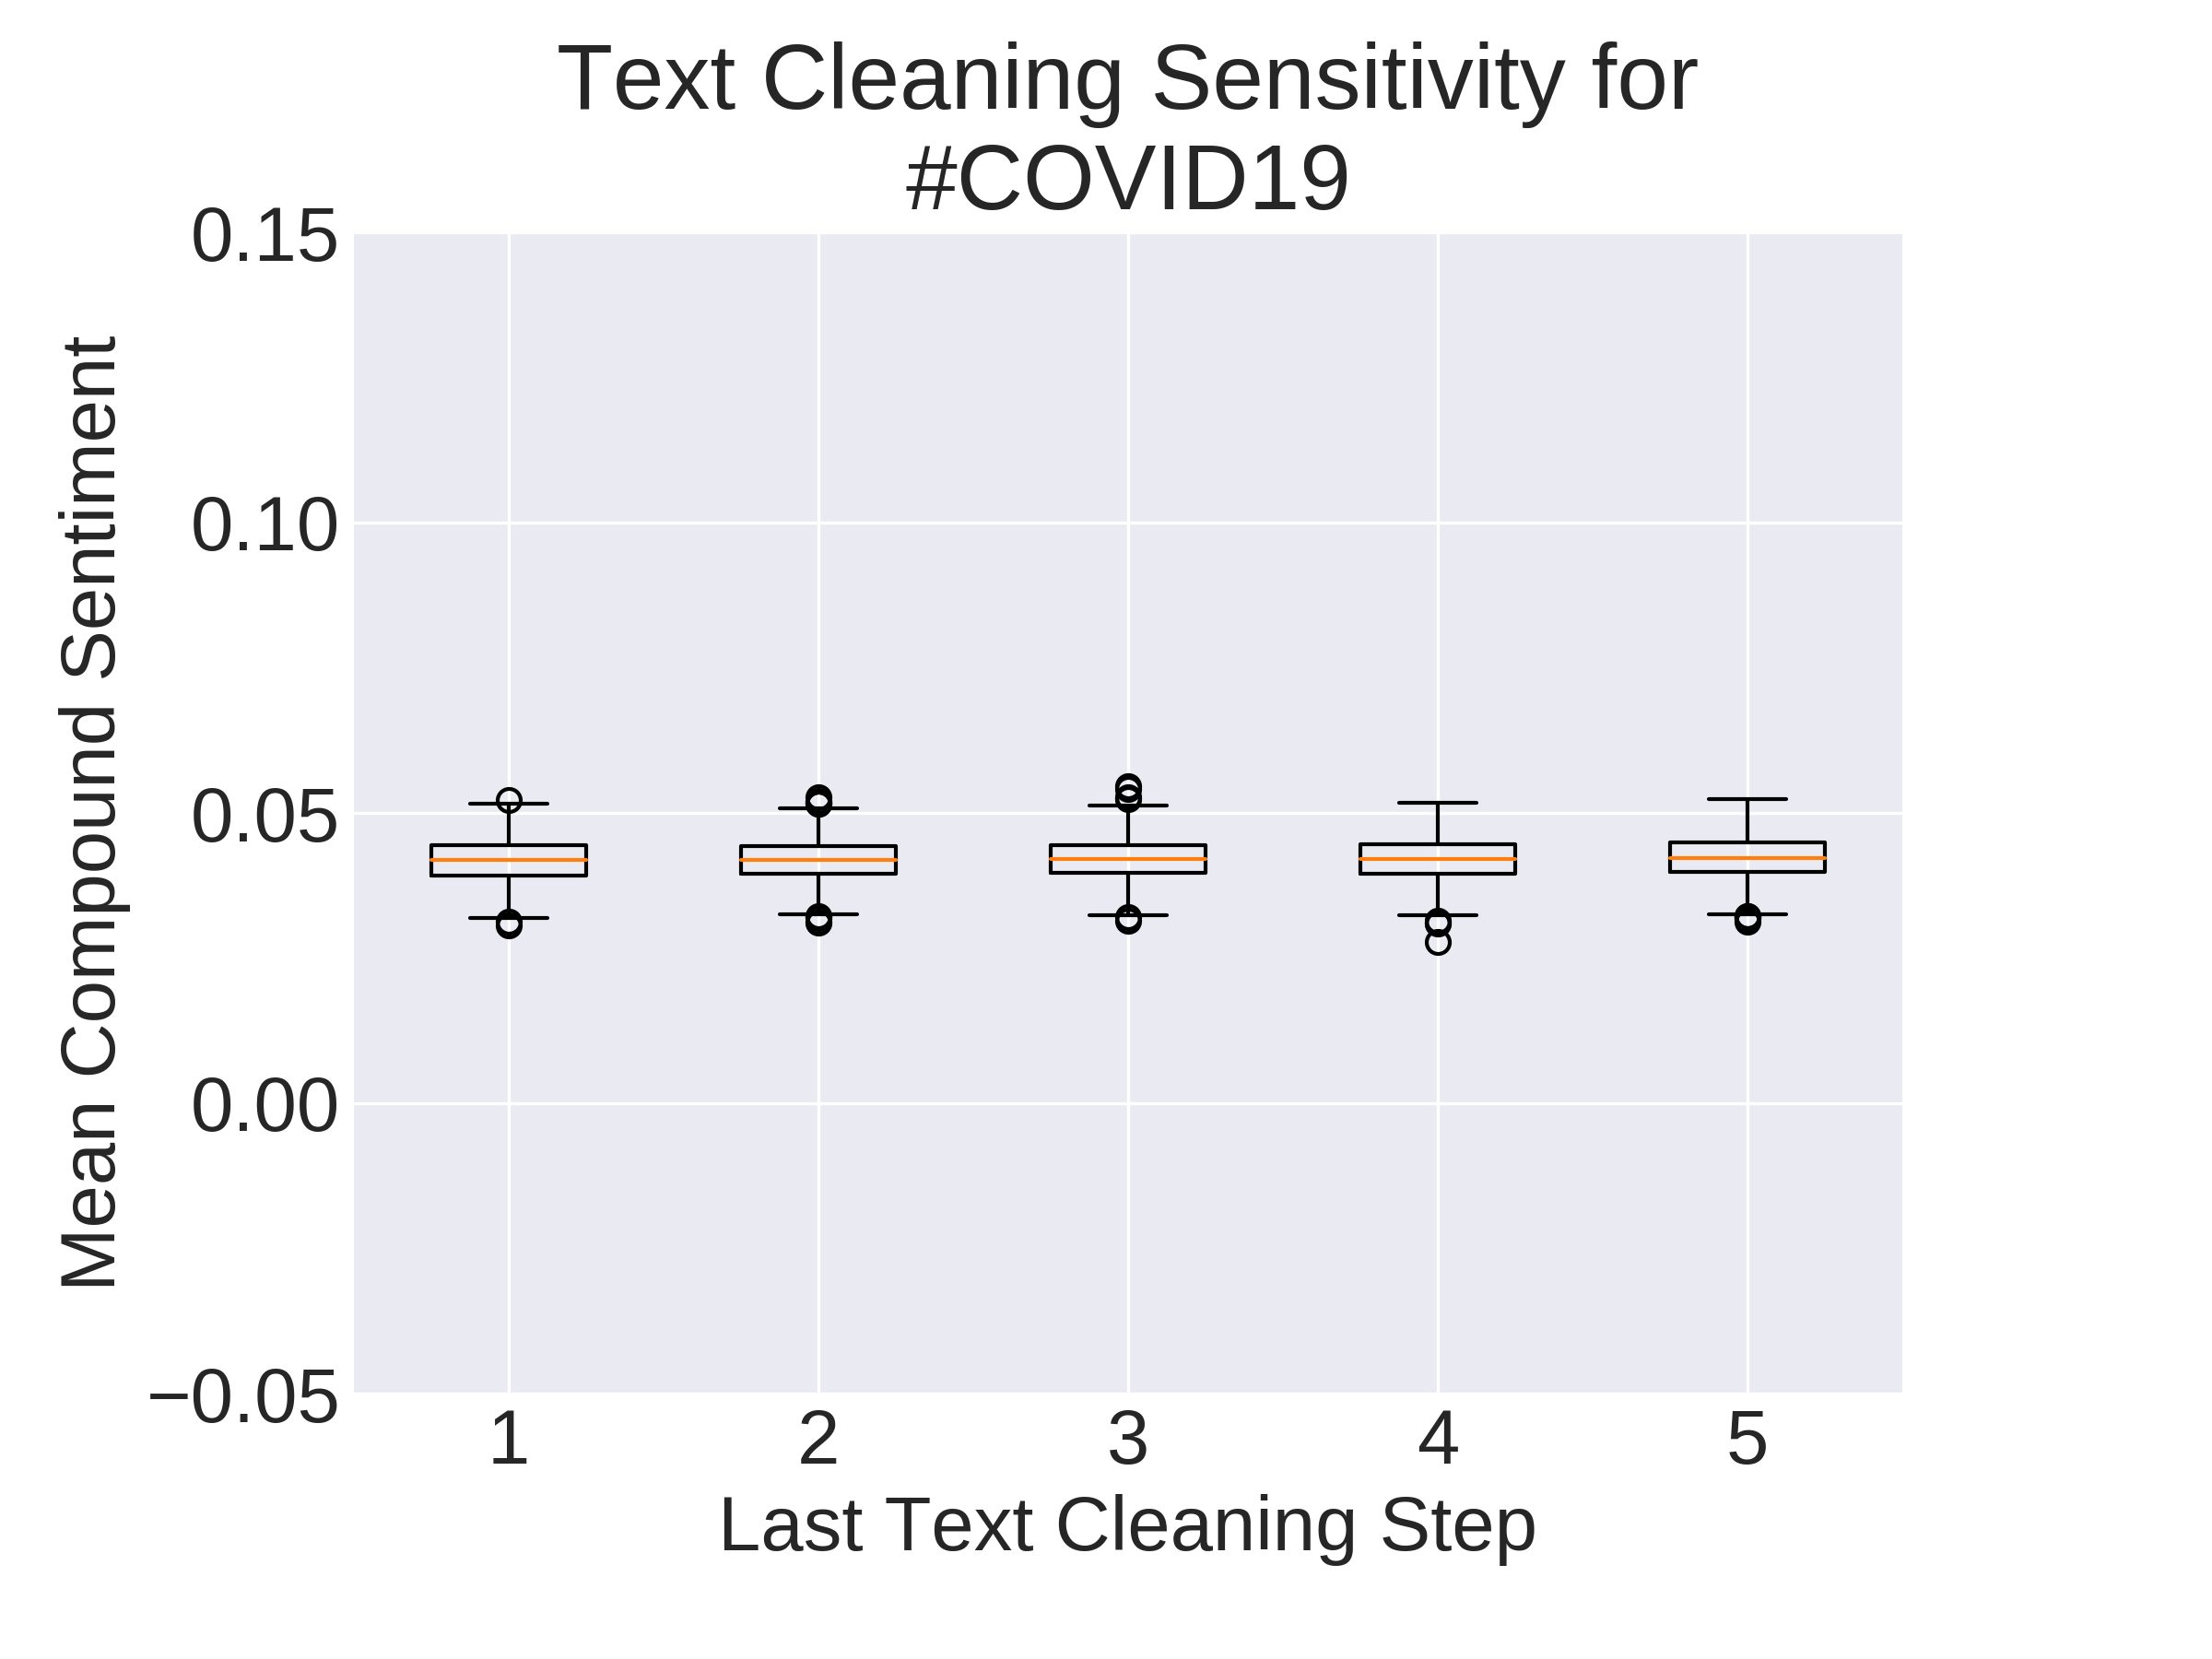 Text Cleaning Sensitivity for
#COVID19
Mean Compound Sentiment
0.15
0.10
0.05
0.00
−0.05
1 2 3 4 5
Last Text Cleaning Step